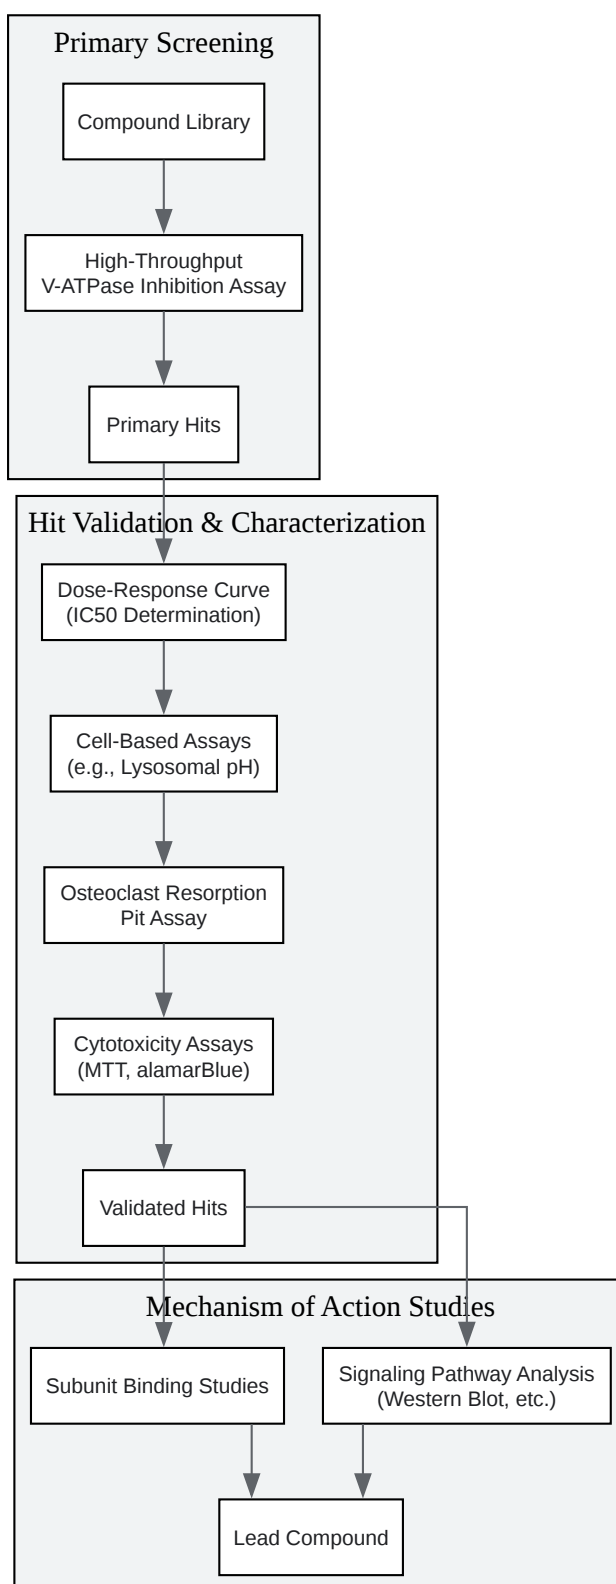 Primary Screening
Compound Library
High-Throughput
V-ATPase Inhibition Assay
Primary Hits
Hit Validation & Characterization
Dose-Response Curve
(IC50 Determination)
Cell-Based Assays
(e.g., Lysosomal pH)
Osteoclast Resorption
Pit Assay
Cytotoxicity Assays
(MTT, alamarBlue)
Validated Hits
Mechanism of Action Studies
Subunit Binding Studies
Signaling Pathway Analysis
(Western Blot, etc.)
Lead Compound